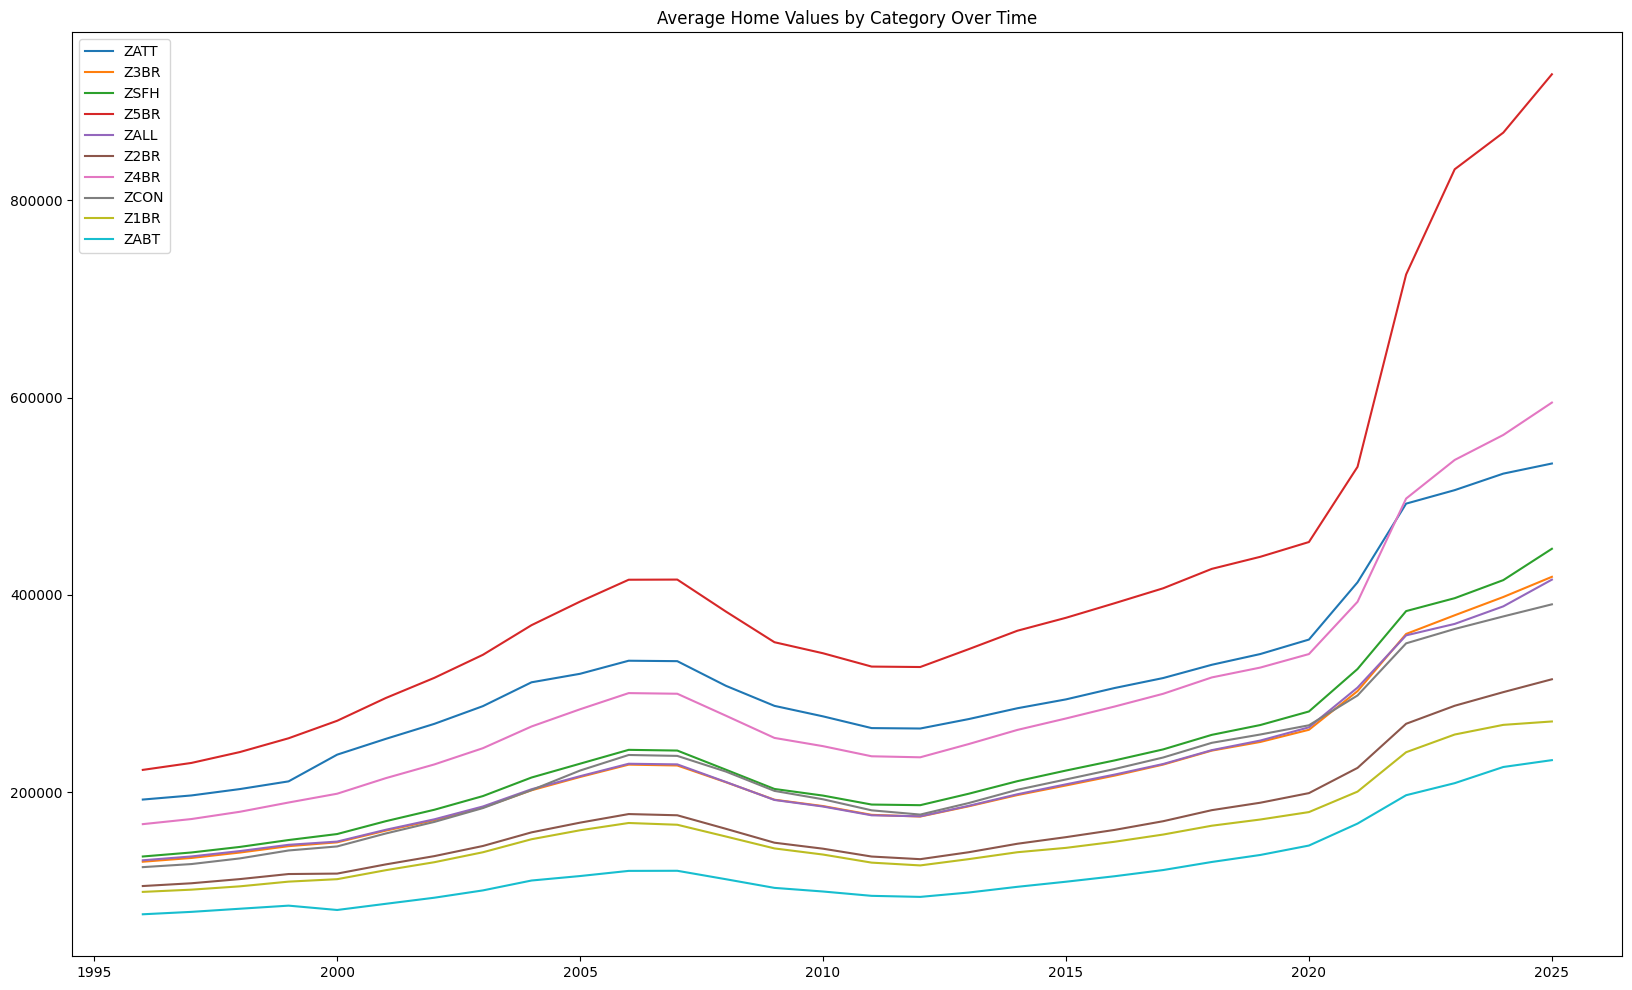 Average Home Values by Category Over Time
ZATT
Z3BR
ZSFH
Z5BR
ZALL
Z2BR
Z4BR
ZCON
Z1BR
ZABT
800000
600000
400000
200000
1995
2000
2005
2010
2015
2020
2025